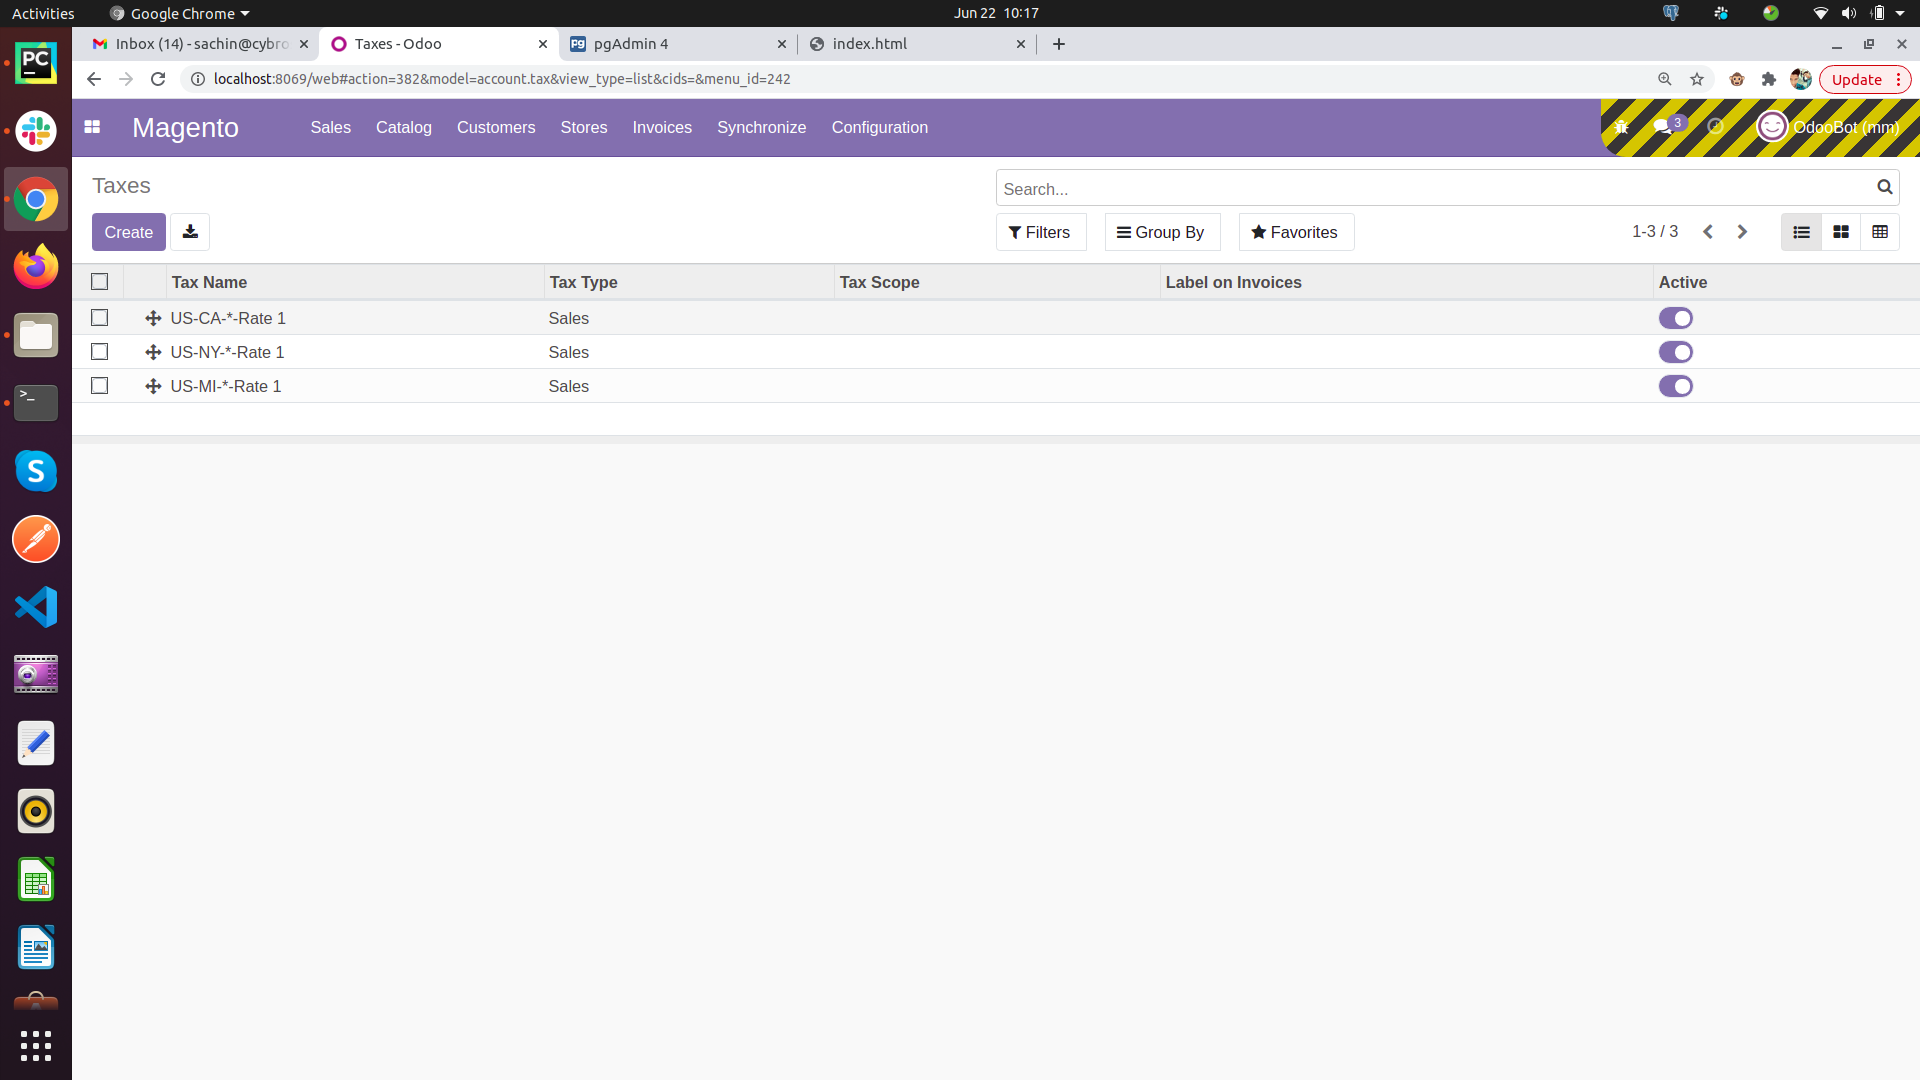 Activities Google Chrome Jun 22 10:17
Inbox (14) - sachin@cybro Taxes - Odoo pgAdmin 4 index.html
localhost:8069/web#action=382&model=account.tax&view_type=list&cids=&menu_id=242 Update
Magento Sales Catalog Customers Stores Invoices Synchronize Configuration 3 OdooBot (mm)
Taxes Search...
Create Filters Group By Favorites 1-3 / 3
Tax Name Tax Type Tax Scope Label on Invoices Active
US-CA-*-Rate 1 Sales
US-NY-*-Rate 1 Sales
US-MI-*-Rate 1 Sales